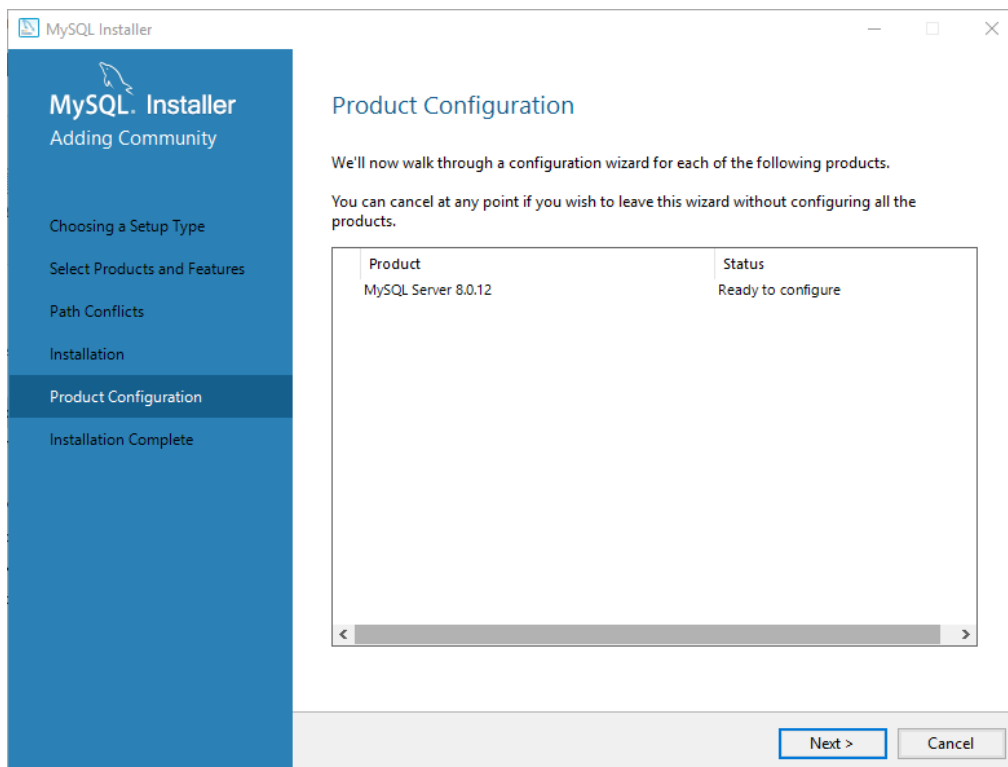 MySQL Installer
MySQL. Installer
Adding Community
Choosing a Setup Type
Select Products and Features
Path Conflicts
Installation
Product Configuration
Installation Complete
Product Configuration
We'll now walk through a configuration wizard for each of the following products.
You can cancel at any point if you wish to leave this wizard without configuring all the
products.
Product Status
MySQL Server 8.0.12 Ready to configure
Next >
Cancel